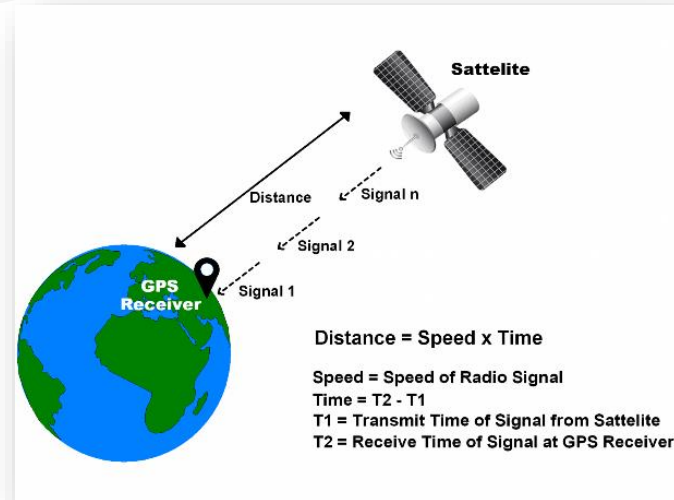 Sattelite
Distance
Signal n
Signal 2
GPS
Receiver
Signal 1
Distance = Speed x Time
Speed = Speed of Radio Signal
Time = T2 - T1
T1 = Transmit Time of Signal from Sattelite
T2 = Receive Time of Signal at GPS Receiver